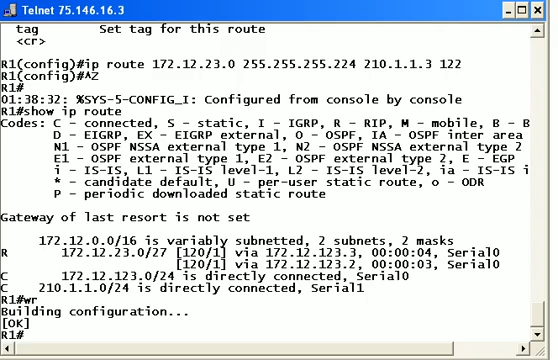 Telnet 75.146.16.3
tag Set tag for this route
<cr>
R1(config)#ip route 172.12.23.0 255.255.255.224 210.1.1.3 122
R1(config)#^Z
R1#
01:38:32: %SYS-5-CONFIG_I: Configured from console by console
R1#show ip route
Codes: C - connected, S - static, I - IGRP, R - RIP, M - mobile, B - B
D - EIGRP, EX - EIGRP external, O - OSPF, IA - OSPF inter area
N1 - OSPF NSSA external type 1, N2 - OSPF NSSA external type 2
E1 - OSPF external type 1, E2 - OSPF external type 2, E - EGP
i - IS-IS, L1 - IS-IS level-1, L2 - IS-IS level-2, ia - IS-IS i
* - candidate default, U - per-user static route, o - ODR
P - periodic downloaded static route
Gateway of last resort is not set
172.12.0.0/16 is variably subnetted, 2 subnets, 2 masks
R 172.12.23.0/27 [120/1] via 172.12.123.3, 00:00:04, Serial0
[120/1] via 172.12.123.2, 00:00:03, Serial0
C 172.12.123.0/24 is directly connected, Serial0
C 210.1.1.0/24 is directly connected, Serial1
R1#wr
Building configuration...
[OK]
R1#